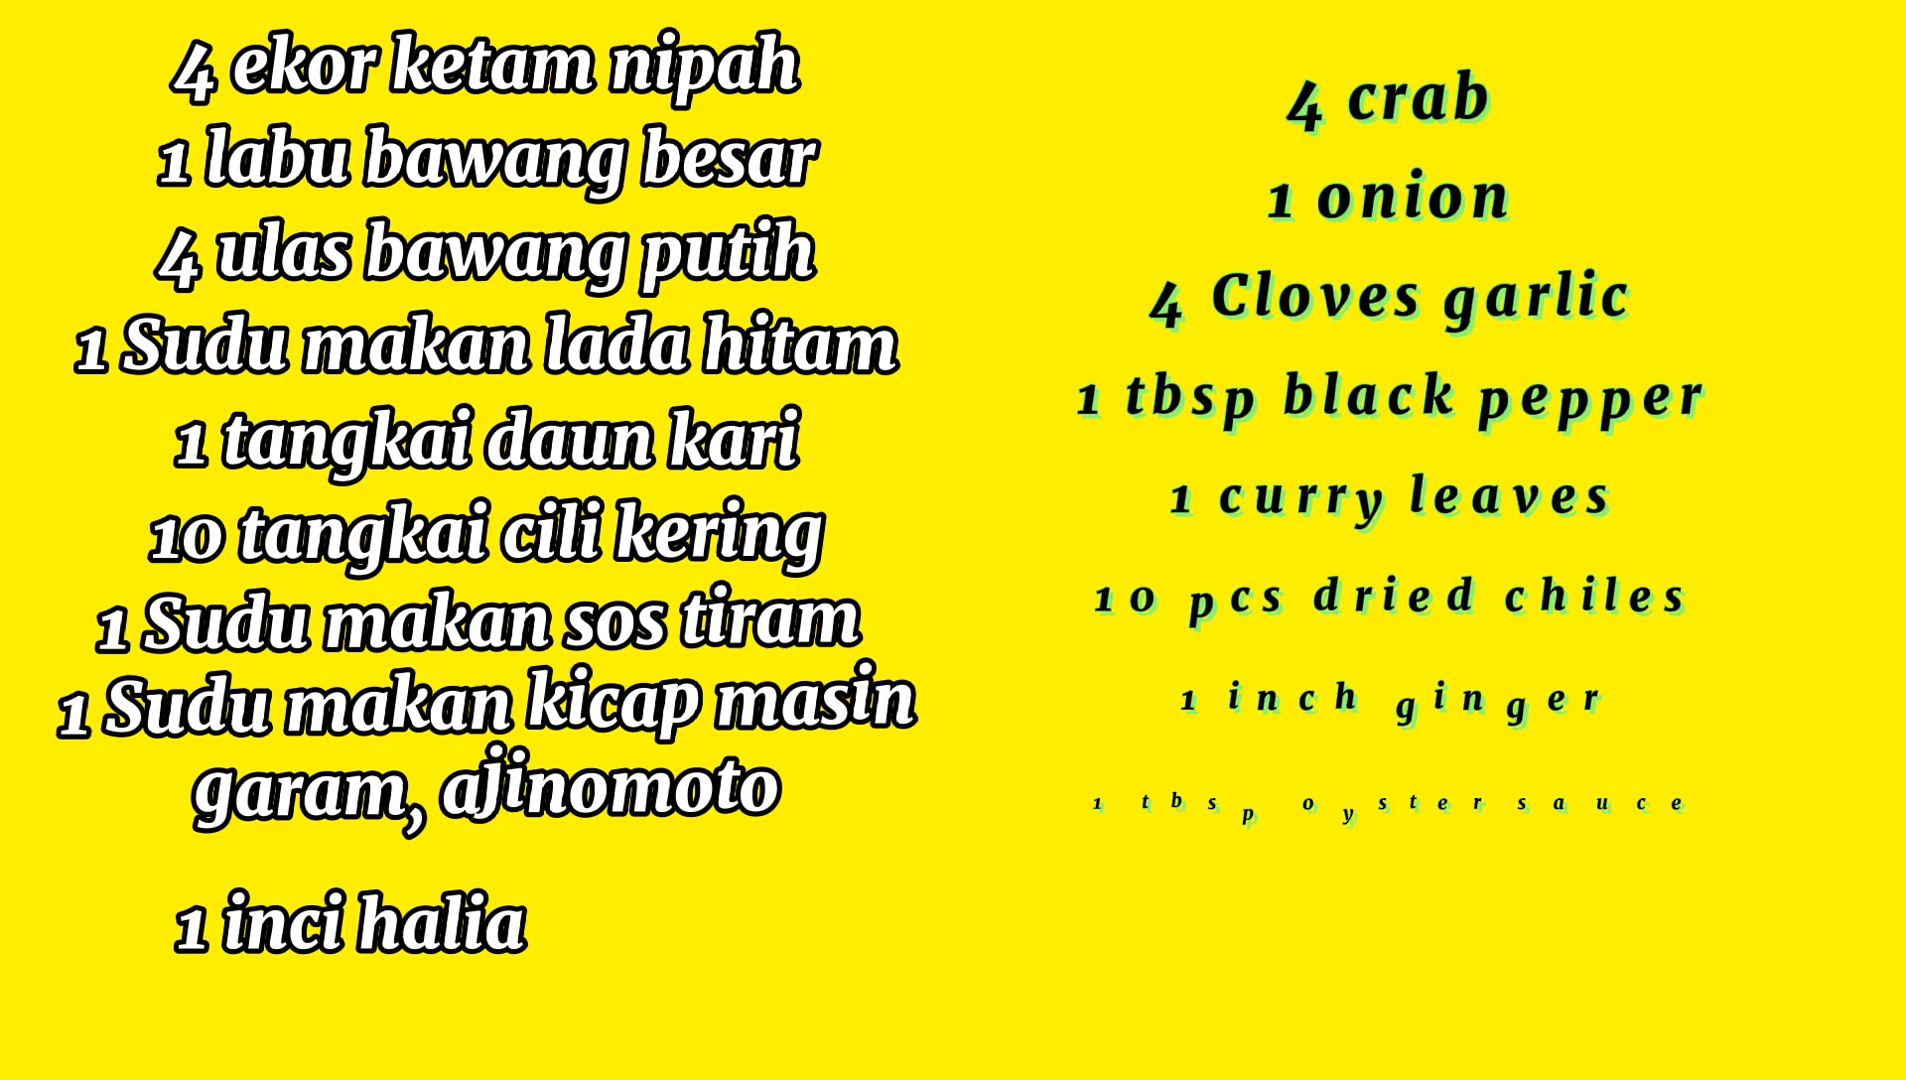 4 ekor ketam nipah
1 labu bawang besar
4 ulas bawang putih
1 Sudu makan lada hitam
1 tangkai daun kari
10 tangkai cili kering
1 Sudu makan sos tiram
1 Sudu makan kicap masin
garam, ajinomoto
1 inci halia
4 crab
1 onion
4 Cloves garlic
1 tbsp black pepper
1 curry leaves
10 pcs dried chiles
1 inch ginger
1 tbsp oyster sauce